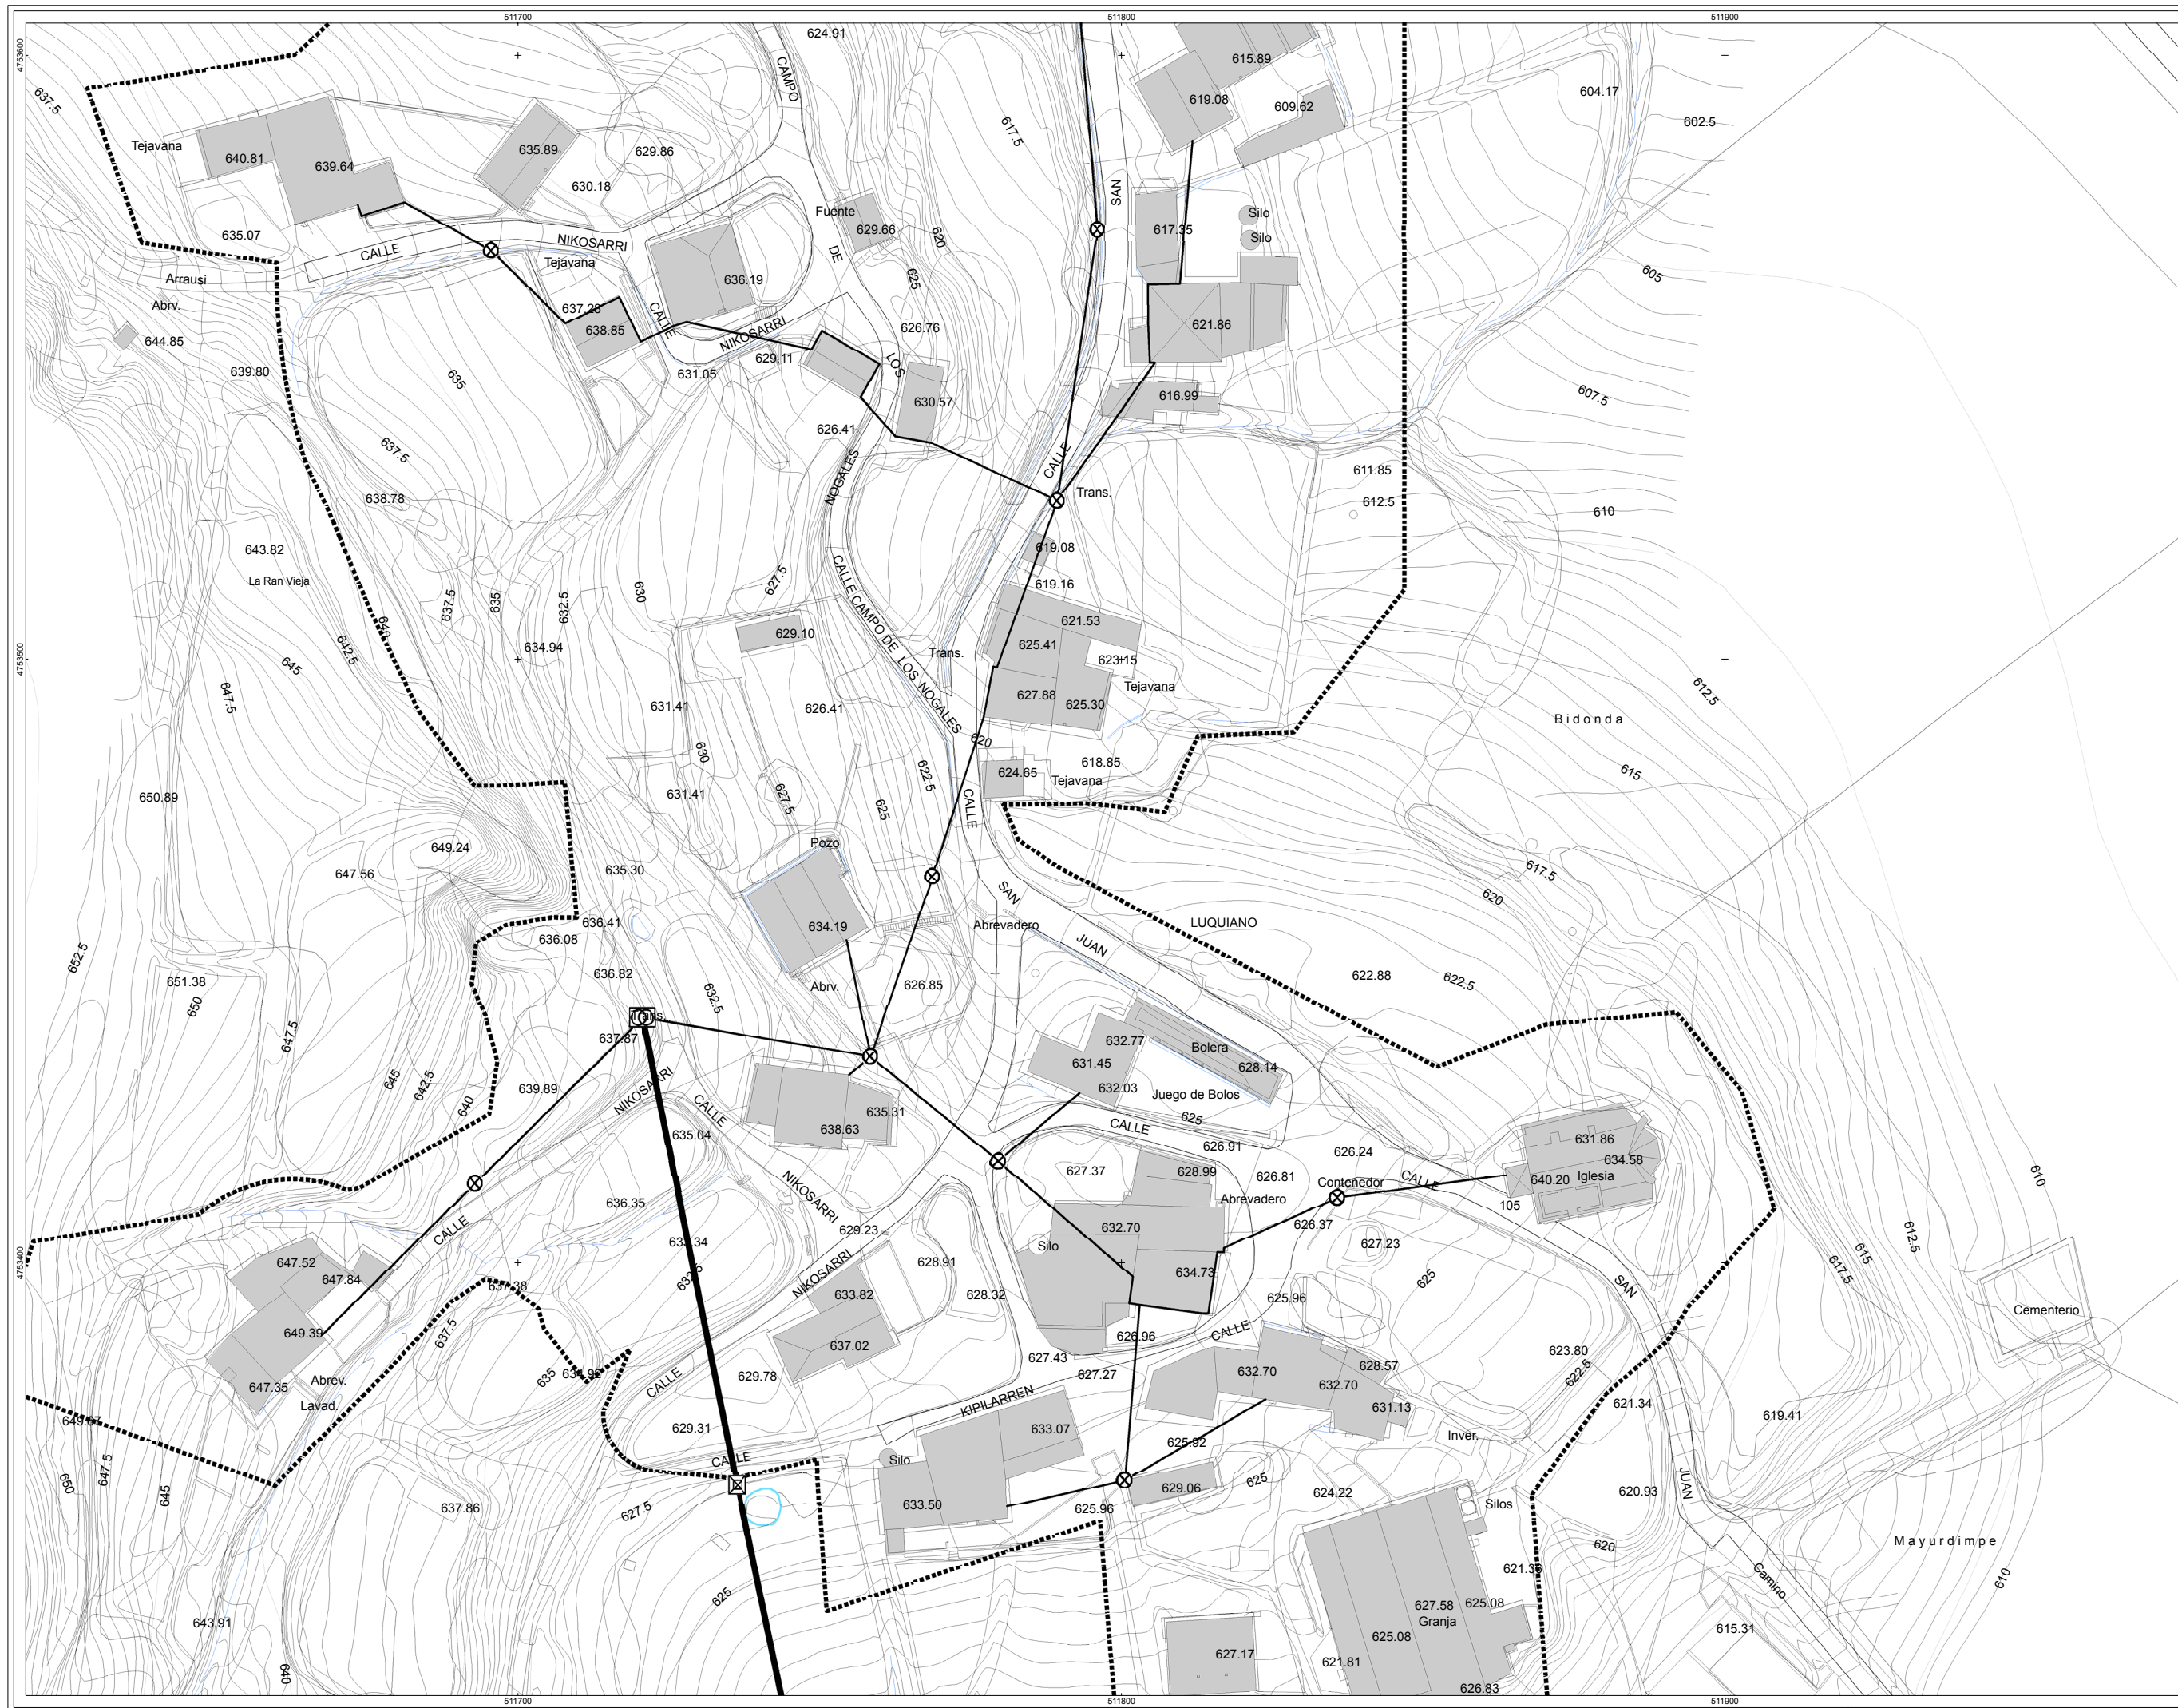 511700
511800
511900
4753600
4753500
4753400
624.91
CAMPO
615.89
619.08
609.62
604.17
602.5
637.5
Tejavana
640.81
639.64
635.89
629.86
630.18
617.5
SAN
635.07
CALLE
NIKOSARRI
Tejavana
Fuente
629.66
DE
620
625
617.35
Silo
Silo
605
Arrausi
Abrv.
644.85
636.19
637.28
638.85
CALLE
NIKOSARRI
629.11
631.05
626.76
LOS
630.57
621.86
616.99
607.5
639.80
635
637.5
638.78
626.41
NOGALES
CALLE
Trans.
611.85
612.5
610
643.82
La Ran Vieja
640
642.5
645
647.5
637.5
635
632.5
630
634.94
627.5
629.10
CALLE CAMPO DE LOS NOGALES
619.08
619.16
621.53
625.41
Trans.
623.15
Tejavana
627.88
625.30
631.41
626.41
630
620
622.5
618.85
624.65
Tejavana
612.5
Bidonda
615
650.89
631.41
627.5
625
CALLE
649.24
647.56
635.30
Pozo
617.5
620
636.41
636.08
634.19
SAN
Abrevadero
JUAN
LUQUIANO
652.5
651.38
650
647.5
636.82
632.5
Abrv.
626.85
622.88
622.5
Trans.
637.87
645
642.5
640
639.89
NIKOSARRI
CALLE
635.04
638.63
635.31
631.45
632.77
632.03
Bolera
628.14
Juego de Bolos
625
CALLE
626.91
631.86
634.58
Iglesia
640.20
105
627.37
628.99
626.81
626.24
Contenedor
CALLE
Abrevadero
626.37
627.23
610
612.5
615
617.5
636.35
NIKOSARRI
629.23
632.70
Silo
634.73
CALLE
647.52
647.84
649.39
647.35
Abrev.
Lavad.
637.38
637.5
635
632.5
NIKOSARRI
628.91
628.32
633.82
637.02
625
625.96
SAN
Cementerio
626.96
CALLE
627.43
627.27
632.70
632.70
628.57
631.13
623.80
622.5
621.34
619.41
CALLE
629.78
629.31
CALLE
KIPILARREN
633.07
625.92
Inver.
650
647.5
645
637.86
627.5
Silo
633.50
625.96
629.06
625
624.22
Silos
620.93
JUAN
620
Mayurdimpe
610
Camino
625
643.91
640
627.17
627.58
Granja
625.08
625.08
621.81
626.83
615.31